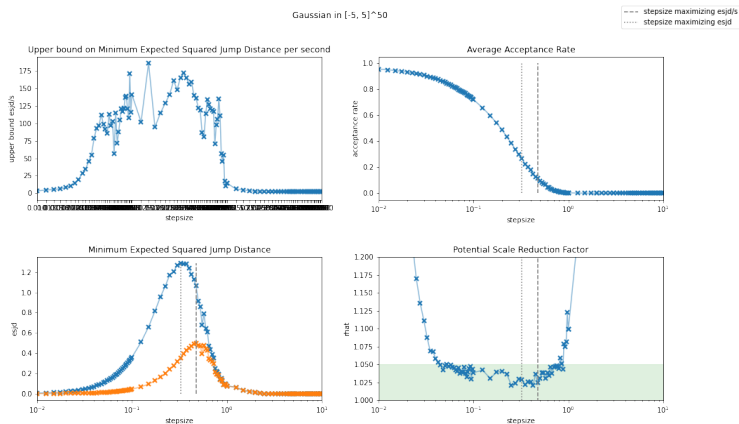 Gaussian in [-5, 5]^50
stepsize maximizing esjd/s
stepsize maximizing esjd
Upper bound on Minimum Expected Squared Jump Distance per second
upper bound esjd/s
175
150
125
100
75
50
25
0
stepsize
Average Acceptance Rate
acceptance rate
1.0
0.8
0.6
0.4
0.2
0.0
10^-2
10^-1
10^0
10^1
stepsize
Minimum Expected Squared Jump Distance
esjd
1.2
1.0
0.8
0.6
0.4
0.2
0.0
10^-2
10^-1
10^0
10^1
stepsize
Potential Scale Reduction Factor
rhat
1.200
1.175
1.150
1.125
1.100
1.075
1.050
1.025
1.000
10^-2
10^-1
10^0
10^1
stepsize